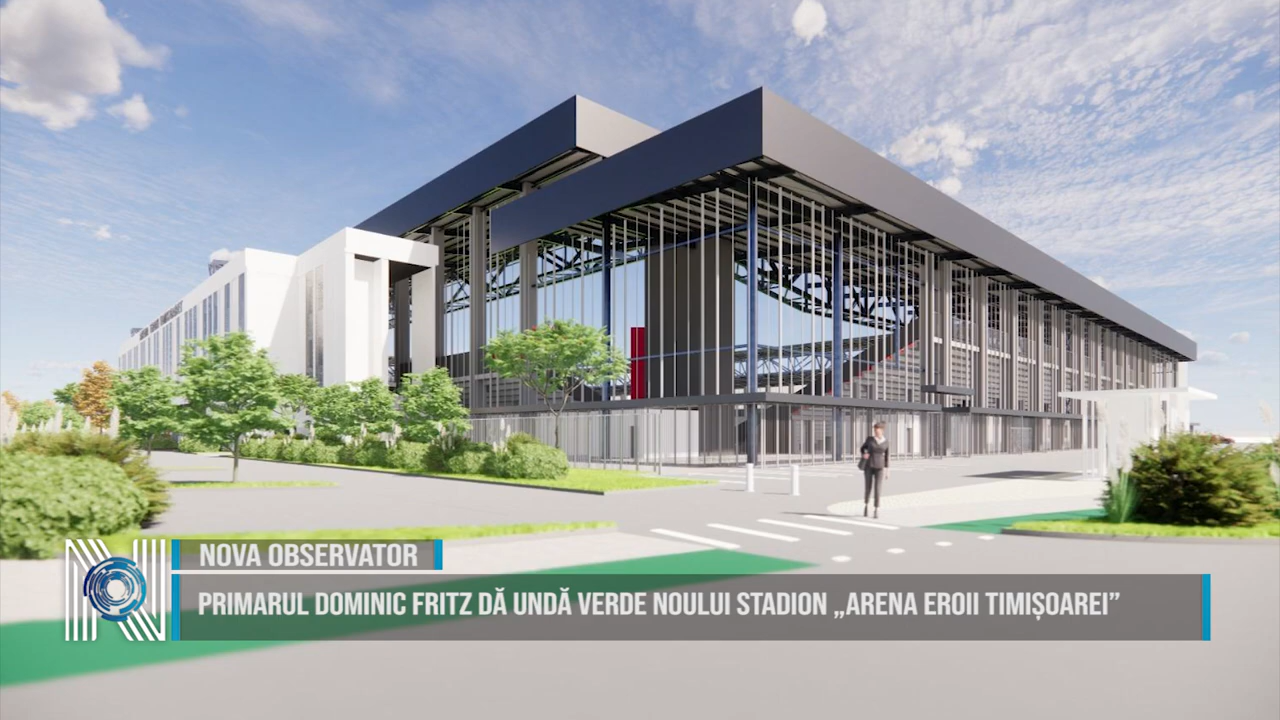 NOVA OBSERVATOR
PRIMARUL DOMINIC FRITZ DĂ UNDĂ VERDE NOULUI STADION „ARENA EROII TIMIȘOAREI”